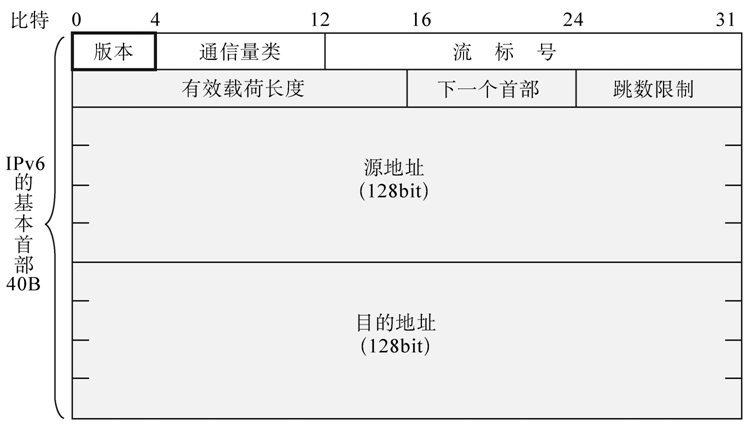 比特 0 4 12 16 24 31
版本 通信量类 流标号
有效载荷长度 下一个首部 跳数限制
源地址
(128bit)
IPv6
的
基
本
首
部
40B
目的地址
(128bit)